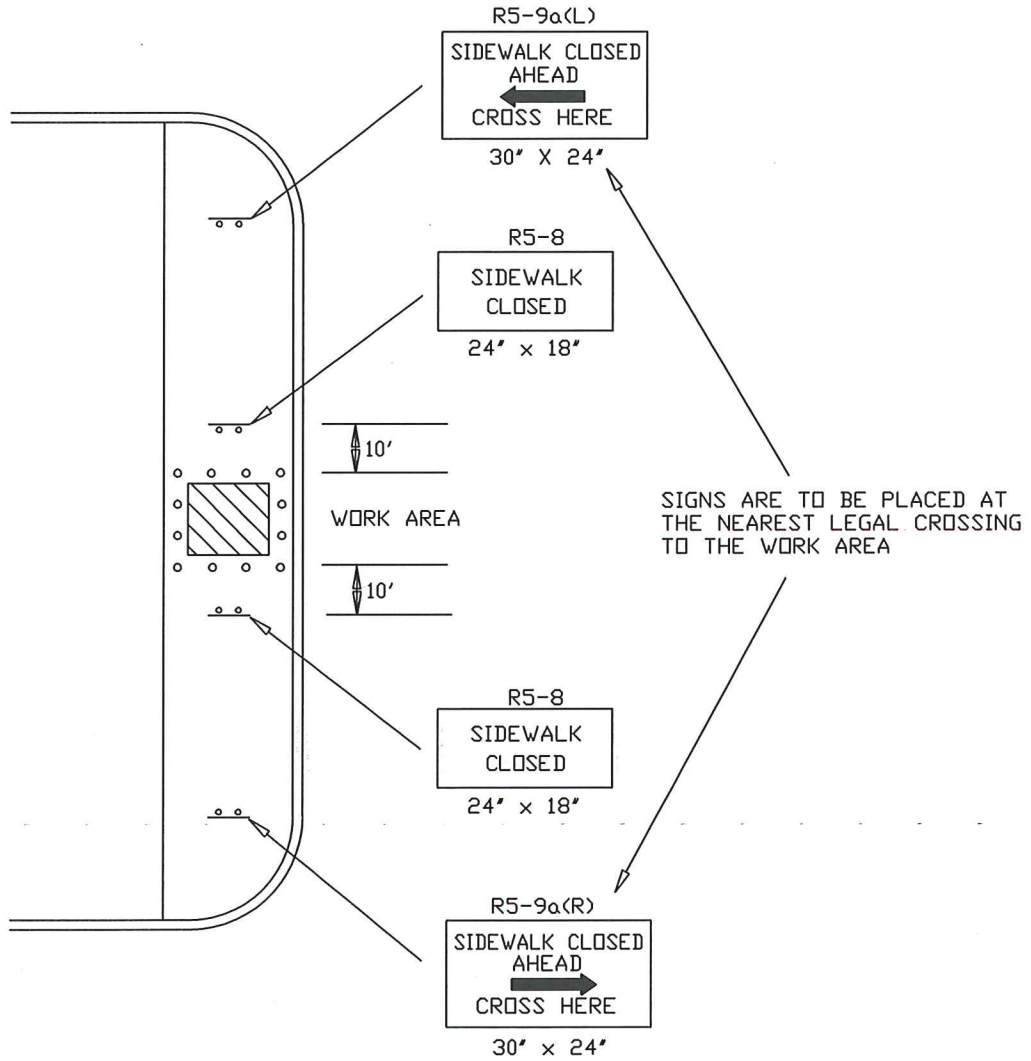 R5-9a(L)
SIDEWALK CLOSED
AHEAD
CROSS HERE
30" X 24"
R5-8
SIDEWALK
CLOSED
24" x 18"
10'
WORK AREA
10'
SIGNS ARE TO BE PLACED AT
THE NEAREST LEGAL CROSSING
TO THE WORK AREA
R5-8
SIDEWALK
CLOSED
24" x 18"
R5-9a(R)
SIDEWALK CLOSED
AHEAD
CROSS HERE
30" x 24"